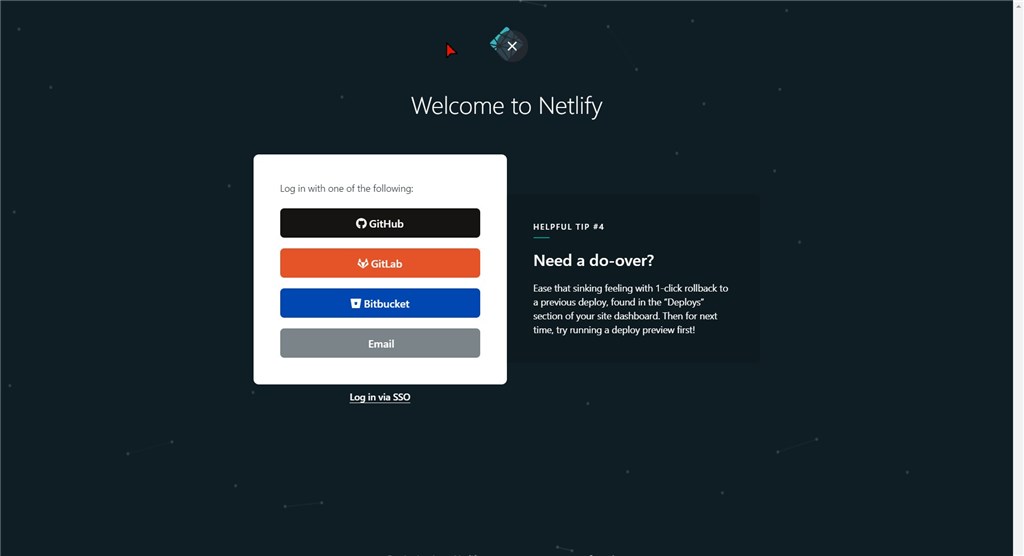 Welcome to Netlify
Log in with one of the following:
GitHub
GitLab
Bitbucket
Email
Log in via SSO
HELPFUL TIP #4
Need a do-over?
Ease that sinking feeling with 1-click rollback to
a previous deploy, found in the “Deploys”
section of your site dashboard. Then for next
time, try running a deploy preview first!